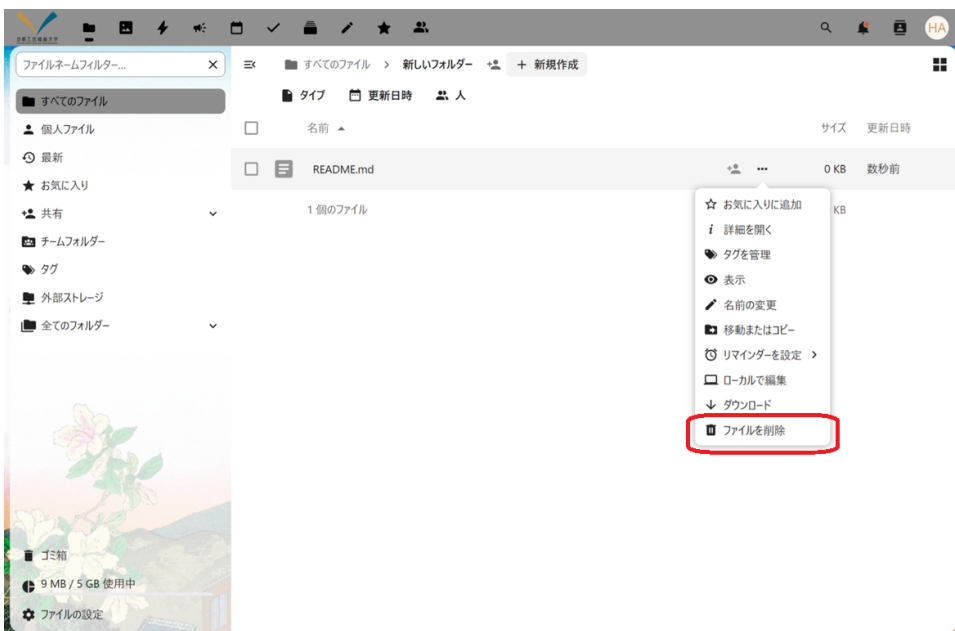 HA
ファイルネームフィルター...
すべてのファイル
個人ファイル
最新
お気に入り
共有
チームフォルダー
タグ
外部ストレージ
全てのフォルダー
ゴミ箱
9 MB / 5 GB 使用中
ファイルの設定
すべてのファイル > 新しいフォルダー + 新規作成
タイプ 更新日時 人
名前 サイズ 更新日時
README.md 0 KB 数秒前
1 個のファイル KB
お気に入りに追加
詳細を開く
タグを管理
表示
名前の変更
移動またはコピー
リマインダーを設定
ローカルで編集
ダウンロード
ファイルを削除